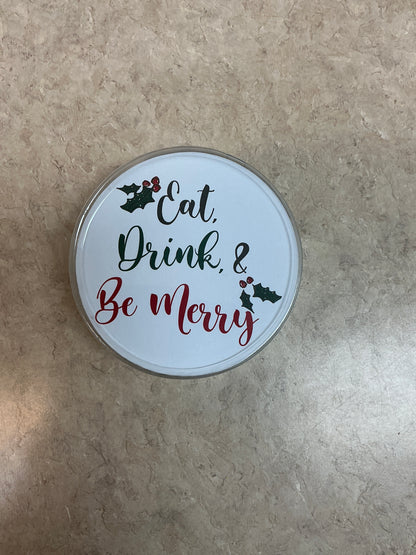 Eat,
Drink, &
Be Merry